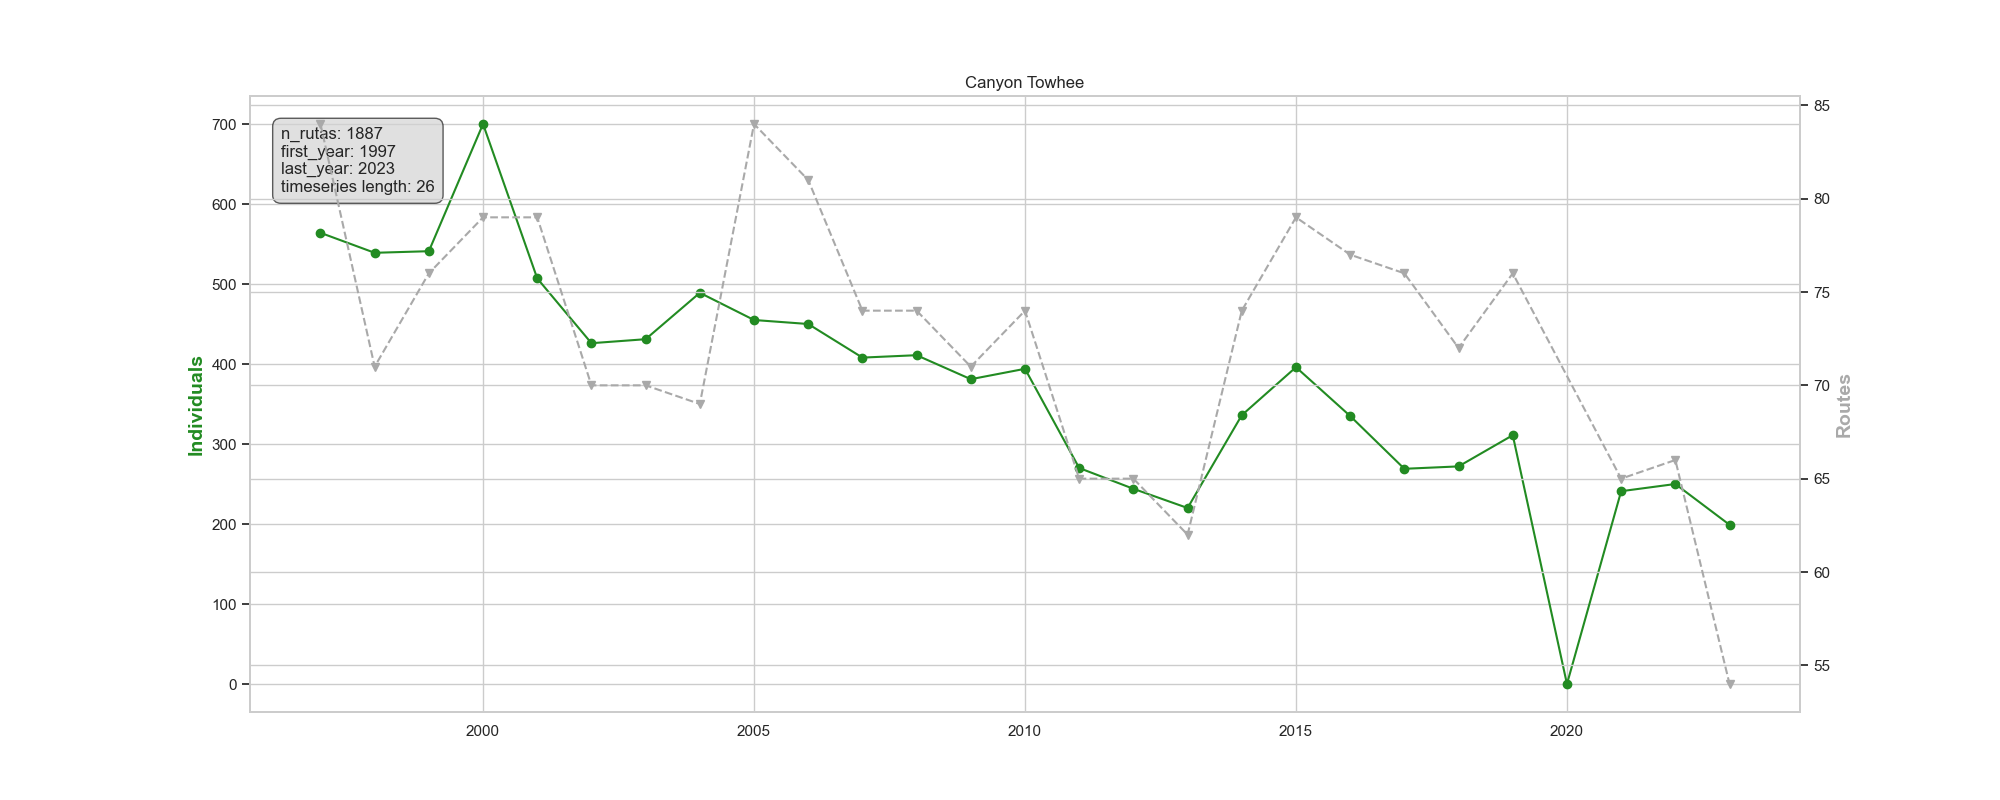 Canyon Towhee
n_rutas: 1887
first_year: 1997
last_year: 2023
timeseries length: 26
Individuals
700
600
500
400
300
200
100
0
85
80
75
70
65
60
55
Routes
2000
2005
2010
2015
2020